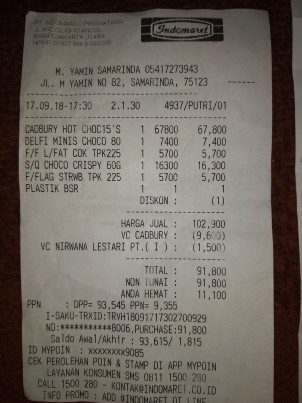 PT INDOMARCO PRISMATAMA
Indomaret
M. YAMIN SAMARINDA 05417273943
JL. M YAMIN NO 82, SAMARINDA, 75123
17.09.18-17:30 2.1.30 4937/PUTRI/01
CADBURY HOT CHOC15'S 1 67800 67,800
DELFI MINIS CHOCO 80 1 7400 7,400
F/F L/FAT COK TPK225 1 5700 5,700
S/Q CHOCO CRISPY 60G 1 16300 16,300
F/FLAG STRWB TPK 225 1 5700 5,700
PLASTIK BSR 1 1 1
DISKON : (1)
HARGA JUAL : 102,900
VC CADBURY : (9,600)
VC NIRWANA LESTARI PT.( I ) : (1,500)
TOTAL : 91,800
NON TUNAI : 91,800
ANDA HEMAT : 11,100
PPN : DPP= 93,545 PPN= 9,355
I-SAKU-TRXID:TRVH18091717302700929
NO:***********8006,PURCHASE:91,800
Saldo Awal/Akhir : 93,615/ 1,815
ID MYPOIN : xxxxxxxxx9085
CEK PEROLEHAN POIN & STAMP DI APP MYPOIN
LAYANAN KONSUMEN SMS 0811 1500 280
CALL 1500 280 - KONTAK@INDOMARET.CO.ID
INFO PROMO : ADD @INDOMARET DI LINE